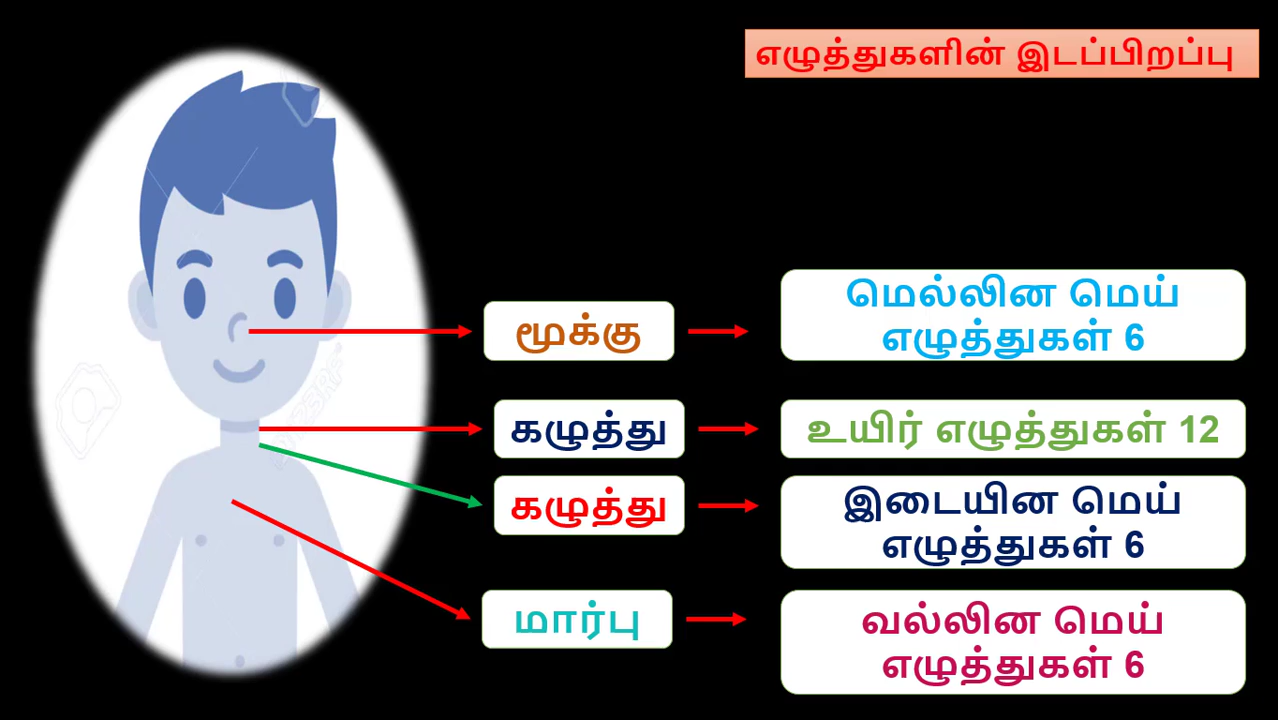 எழுத்துகளின் இடப்பிறப்பு
மூக்கு
மெல்லின மெய்
எழுத்துகள் 6
கழுத்து
உயிர் எழுத்துகள் 12
கழுத்து
இடையின மெய்
எழுத்துகள் 6
மார்பு
வல்லின மெய்
எழுத்துகள் 6